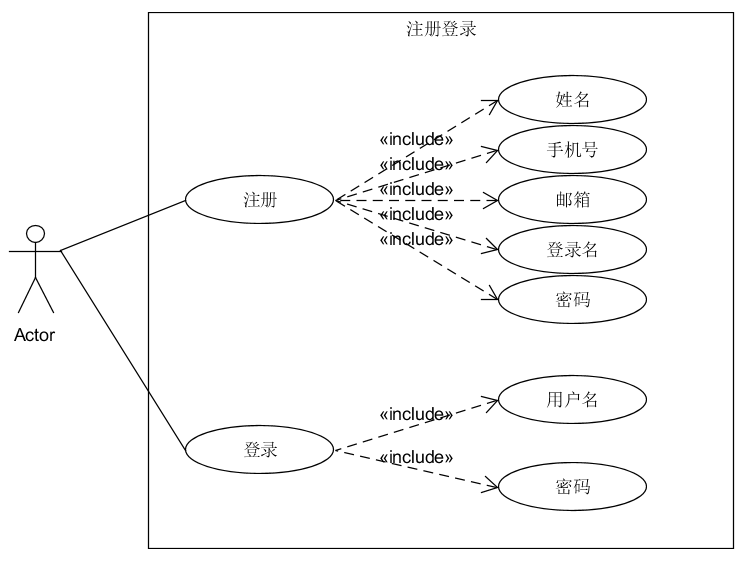 注册登录
姓名
«include»
手机号
«include»
注册
«include»
邮箱
«include»
登录名
«include»
密码
Actor
用户名
«include»
登录
«include»
密码